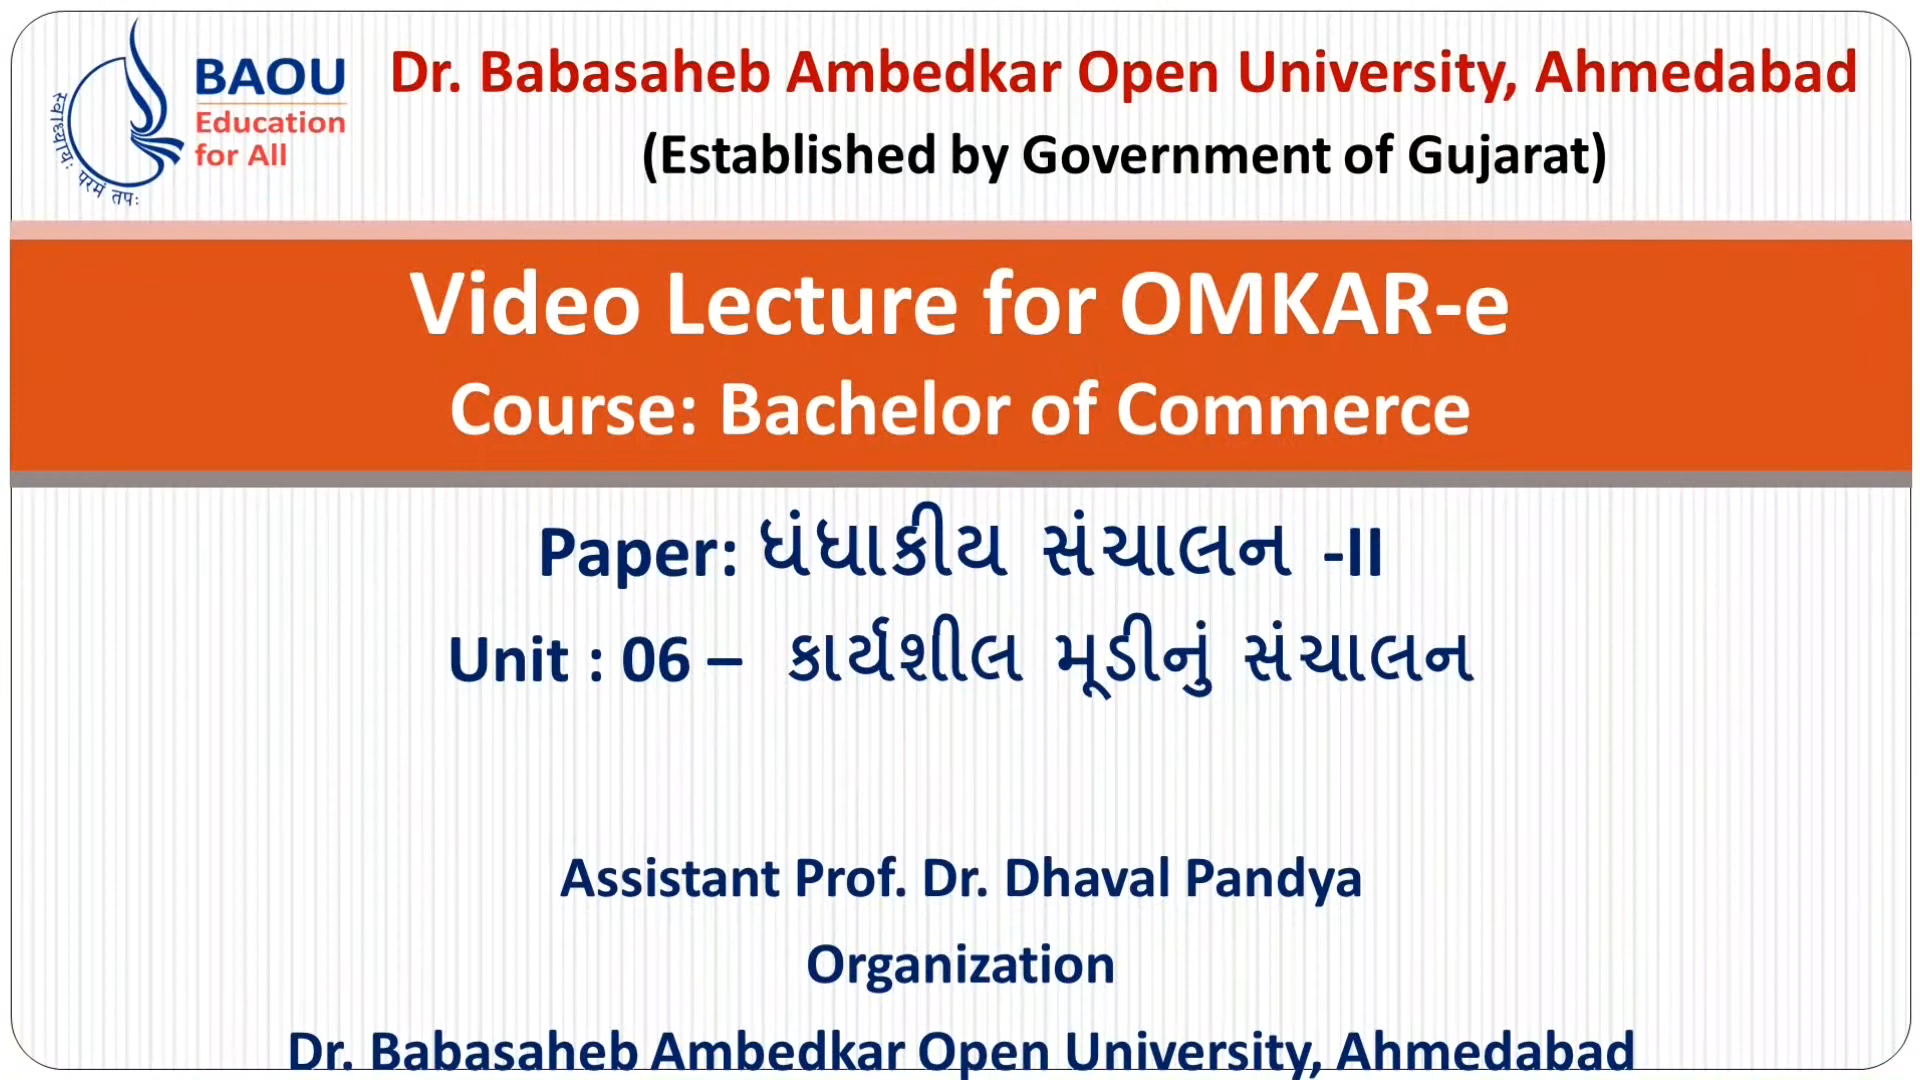 BAOU
Education
for All
स्वाध्यायः परमं तपः
Dr. Babasaheb Ambedkar Open University, Ahmedabad
(Established by Government of Gujarat)
Video Lecture for OMKAR-e
Course: Bachelor of Commerce
Paper: ધંધાકીય સંચાલન -II
Unit : 06 – કાર્યશીલ મૂડીનું સંચાલન
Assistant Prof. Dr. Dhaval Pandya
Organization
Dr. Babasaheb Ambedkar Open University, Ahmedabad